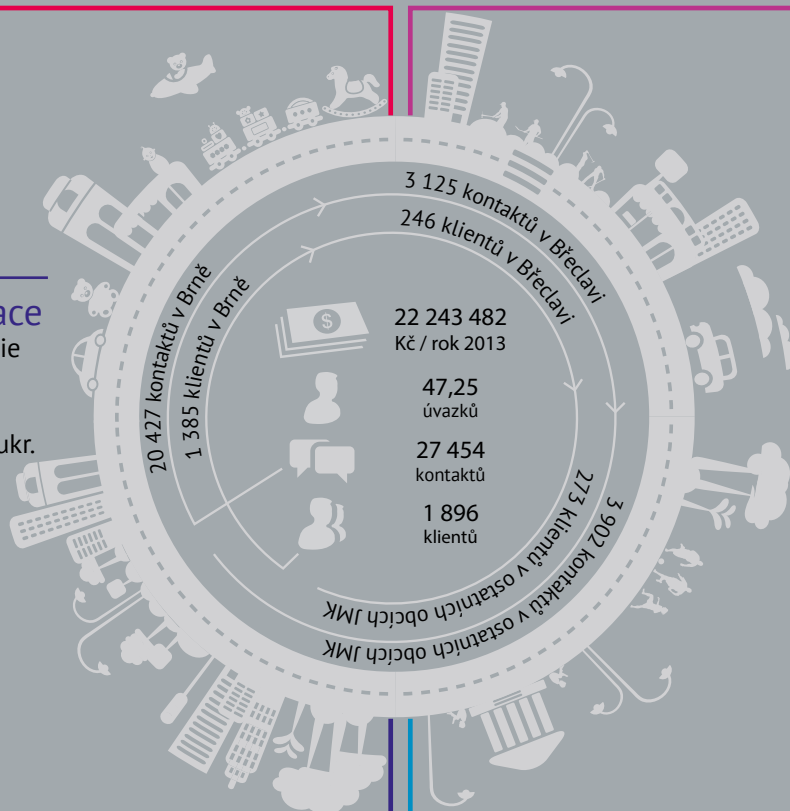 3 125 kontaktů v Břeclavi
246 klientů v Břeclavi
20 427 kontaktů v Brně
1 385 klientů v Brně
22 243 482
Kč / rok 2013
47,25
úvazků
27 454
kontaktů
1 896
klientů
273 klientů v ostatních obcích JMK
3 902 kontaktů v ostatních obcích JMK
ace
ie
ukr.
$